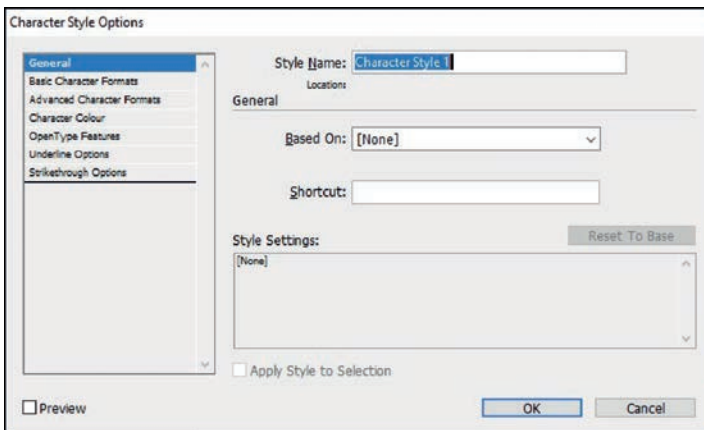 Character Style Options
General
Basic Character Formats
Advanced Character Formats
Character Colour
OpenType Features
Underline Options
Strikethrough Options
Style Name: Character Style 1
Location:
General
Based On: [None]
Shortcut:
Style Settings:
Reset To Base
[None]
Apply Style to Selection
Preview
OK
Cancel